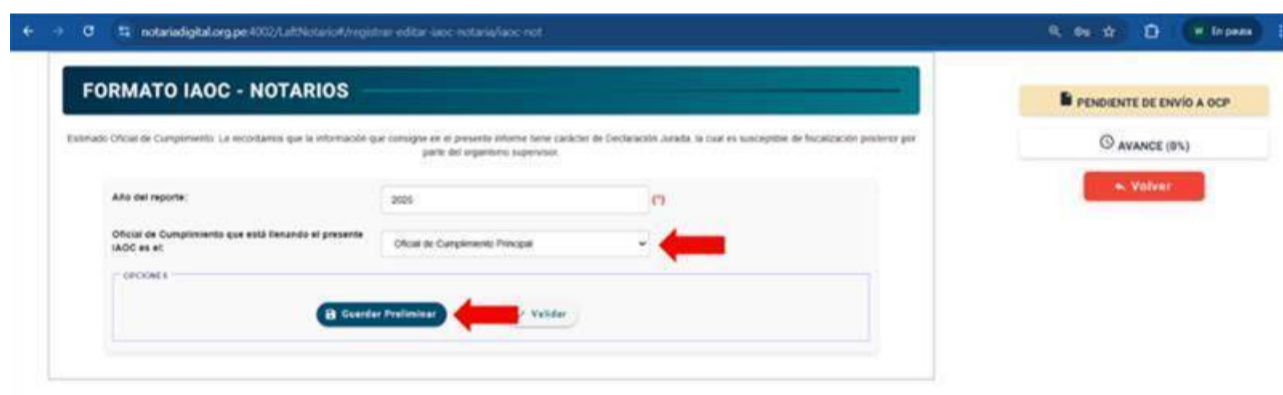 notariadigital.org.pe:4002/LaftNotario/#/registrar-editar-iaoc-notaria/iaoc-not
En pausa
FORMATO IAOC - NOTARIOS
PENDIENTE DE ENVÍO A OCP
Estimado Oficial de Cumplimiento: Le recordamos que la información que consigne en el presente informe tiene carácter de Declaración Jurada, la cual es susceptible de fiscalización posterior por
parte del organismo supervisor.
AVANCE (0%)
Volver
Año del reporte:
2025
(*)
Oficial de Cumplimiento que está llenando el presente
IAOC es el:
Oficial de Cumplimiento Principal
OPCIONES
Guardar Preliminar
Validar